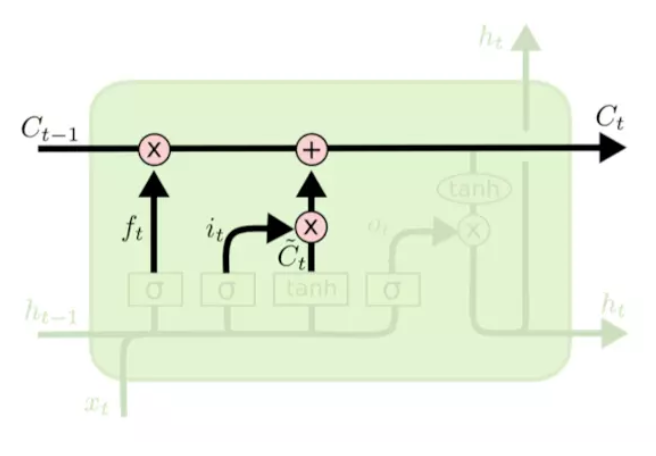 h_t
C_{t-1}
C_t
x
+
tanh
f_t
i_t
x
o_t
x
C̃_t
σ
σ
tanh
σ
h_{t-1}
h_t
x_t